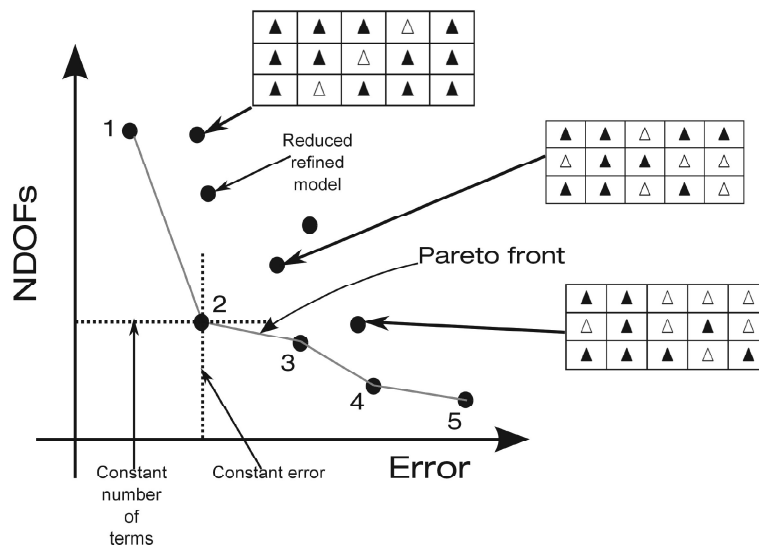 1
Reduced
refined
model
NDOFs
Pareto front
2
3
4
5
Error
Constant
number
of
terms
Constant error